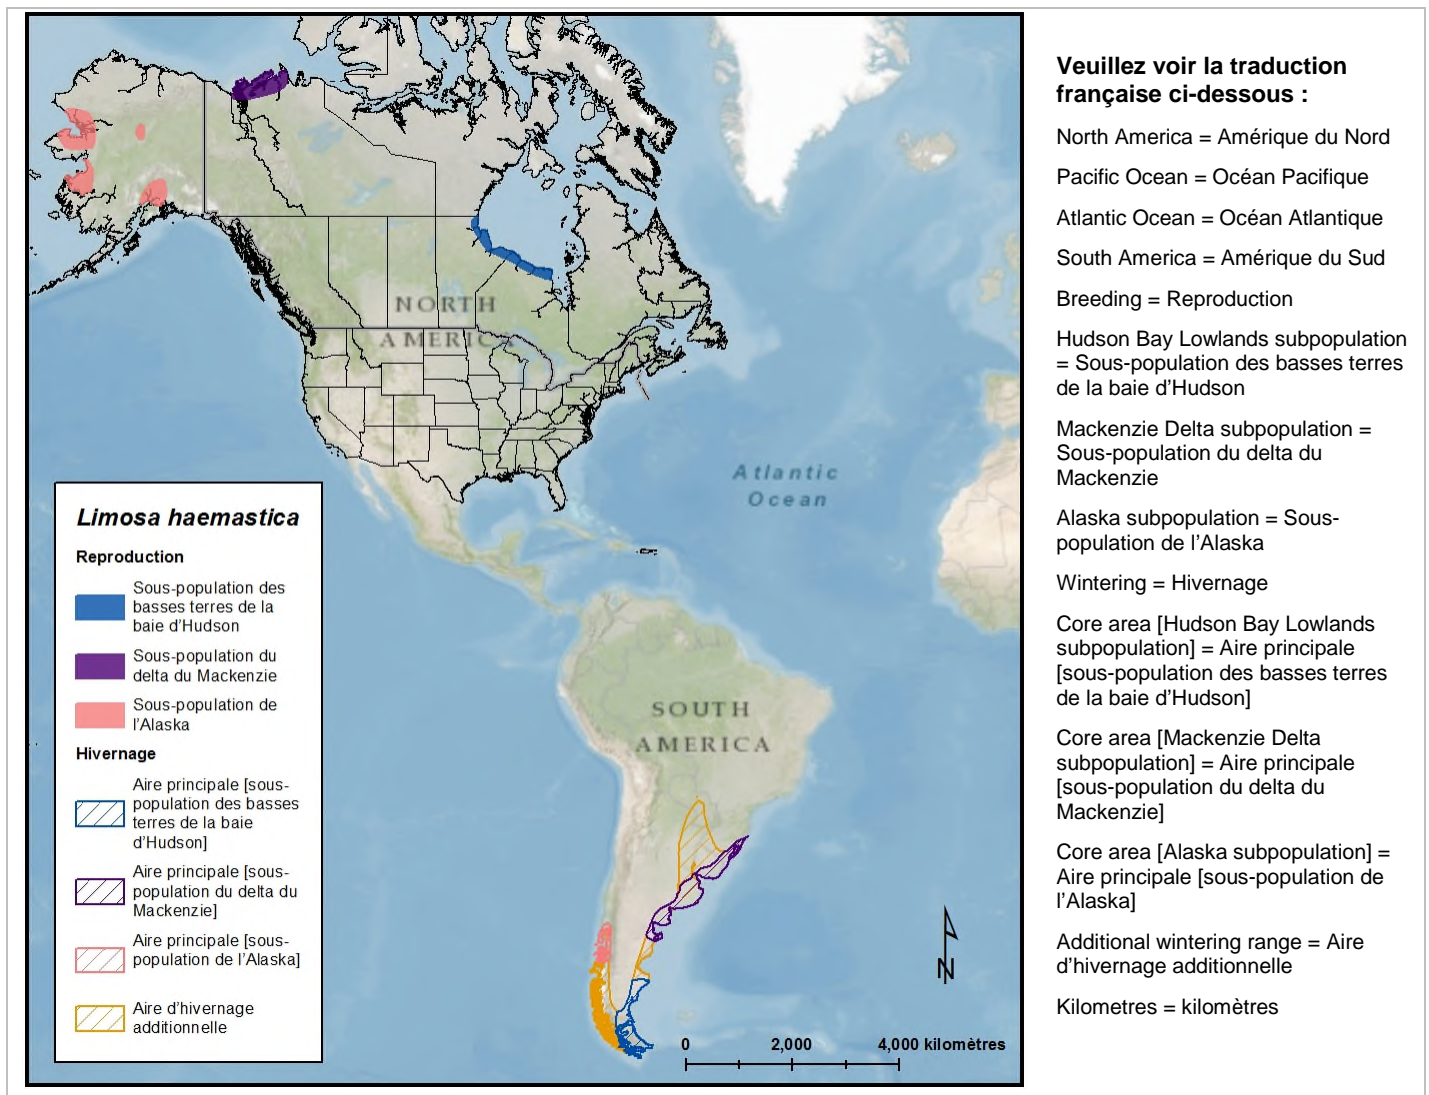 NORTH
AMERICA
Atlantic
Ocean
SOUTH
AMERICA
Limosa haemastica
Reproduction
Sous-population des
basses terres de la
baie d'Hudson
Sous-population du
delta du Mackenzie
Sous-population de
l'Alaska
Hivernage
Aire principale [sous-
population des basses
terres de la baie
d'Hudson]
Aire principale [sous-
population du delta du
Mackenzie]
Aire principale [sous-
population de l'Alaska]
Aire d'hivernage
additionnelle
N
0 2,000 4,000 kilomètres
Veuillez voir la traduction
française ci-dessous :
North America = Amérique du Nord
Pacific Ocean = Océan Pacifique
Atlantic Ocean = Océan Atlantique
South America = Amérique du Sud
Breeding = Reproduction
Hudson Bay Lowlands subpopulation
= Sous-population des basses terres
de la baie d'Hudson
Mackenzie Delta subpopulation =
Sous-population du delta du
Mackenzie
Alaska subpopulation = Sous-
population de l'Alaska
Wintering = Hivernage
Core area [Hudson Bay Lowlands
subpopulation] = Aire principale
[sous-population des basses terres
de la baie d'Hudson]
Core area [Mackenzie Delta
subpopulation] = Aire principale
[sous-population du delta du
Mackenzie]
Core area [Alaska subpopulation] =
Aire principale [sous-population de
l'Alaska]
Additional wintering range = Aire
d'hivernage additionnelle
Kilometres = kilomètres